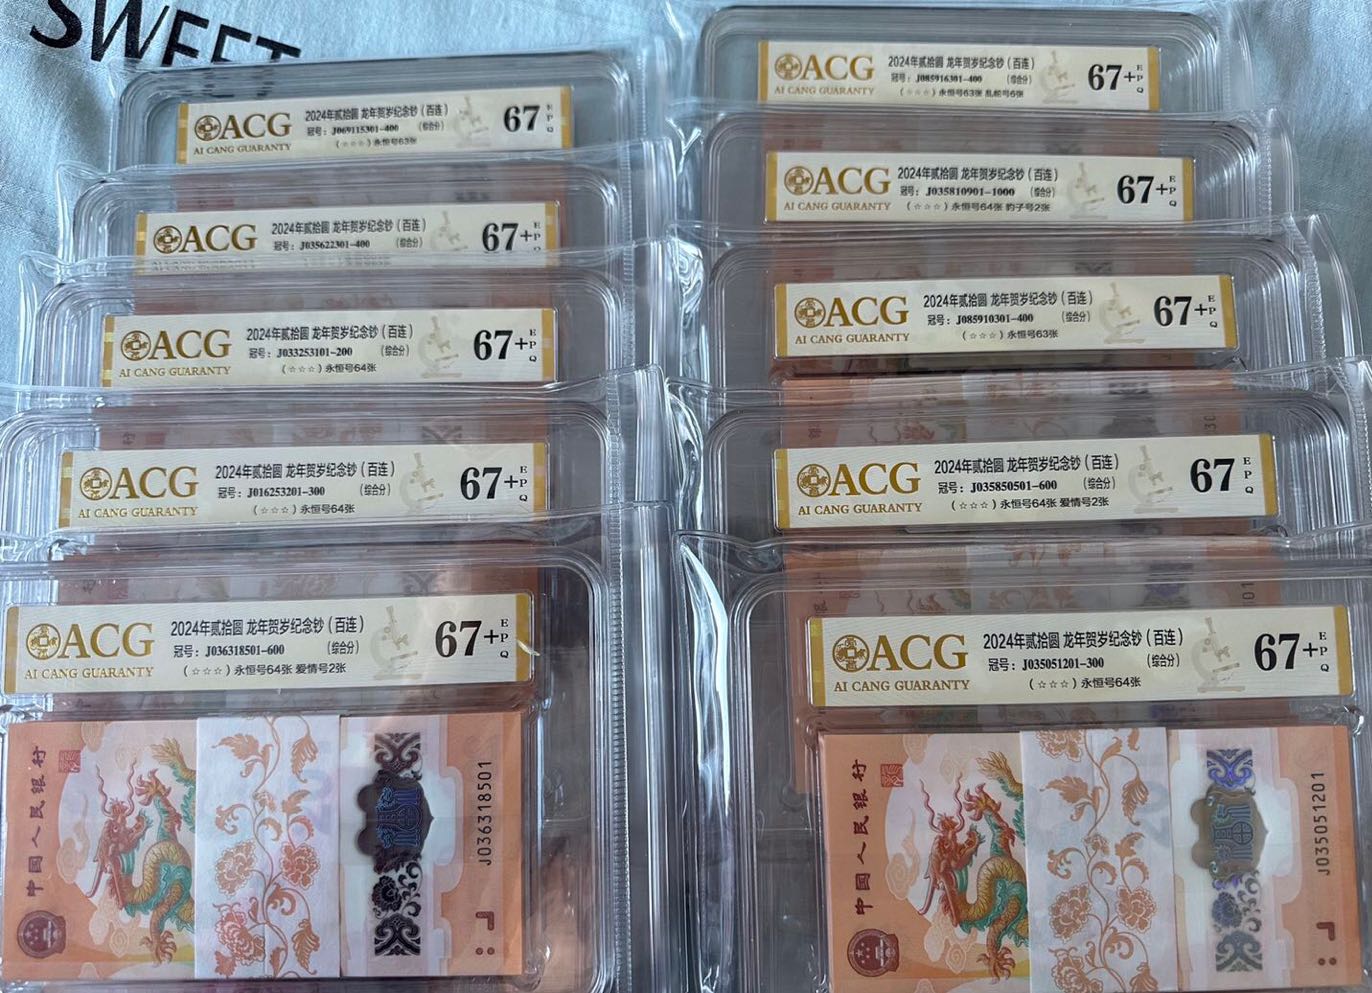 SWEET
ACG
AI CANG GUARANTY
2024年贰拾圆 龙年贺岁纪念钞（百连）
冠号：J069115301-400 (综合分)
(☆☆☆) 永恒号63张
67 EPQ
ACG
2024年贰拾圆 龙年贺岁纪念钞（百连）
冠号：J035622301-400 (综合分)
67+ EPQ
ACG
AI CANG GUARANTY
2024年贰拾圆 龙年贺岁纪念钞（百连）
冠号：J033253101-200 (综合分)
(☆☆☆) 永恒号64张
67+ EPQ
ACG
AI CANG GUARANTY
2024年贰拾圆 龙年贺岁纪念钞（百连）
冠号：J016253201-300 (综合分)
(☆☆☆) 永恒号64张
67+ EPQ
ACG
AI CANG GUARANTY
2024年贰拾圆 龙年贺岁纪念钞（百连）
冠号：J036318501-600 (综合分)
(☆☆☆) 永恒号64张 爱情号2张
67+ EPQ
中国人民银行
J036318501
ACG
AI CANG GUARANTY
2024年贰拾圆 龙年贺岁纪念钞（百连）
冠号：J085916301-400 (综合分)
(☆☆☆) 永恒号63张 乱蛇号6张
67+ EPQ
ACG
AI CANG GUARANTY
2024年贰拾圆 龙年贺岁纪念钞（百连）
冠号：J035810901-1000 (综合分)
(☆☆☆) 永恒号64张 豹子号2张
67+ EPQ
ACG
AI CANG GUARANTY
2024年贰拾圆 龙年贺岁纪念钞（百连）
冠号：J085910301-400 (综合分)
(☆☆☆) 永恒号63张
67+ EPQ
ACG
AI CANG GUARANTY
2024年贰拾圆 龙年贺岁纪念钞（百连）
冠号：J035850501-600 (综合分)
(☆☆☆) 永恒号64张 爱情号2张
67 EPQ
ACG
AI CANG GUARANTY
2024年贰拾圆 龙年贺岁纪念钞（百连）
冠号：J035051201-300 (综合分)
(☆☆☆) 永恒号64张
67+ EPQ
中国人民银行
J035051201